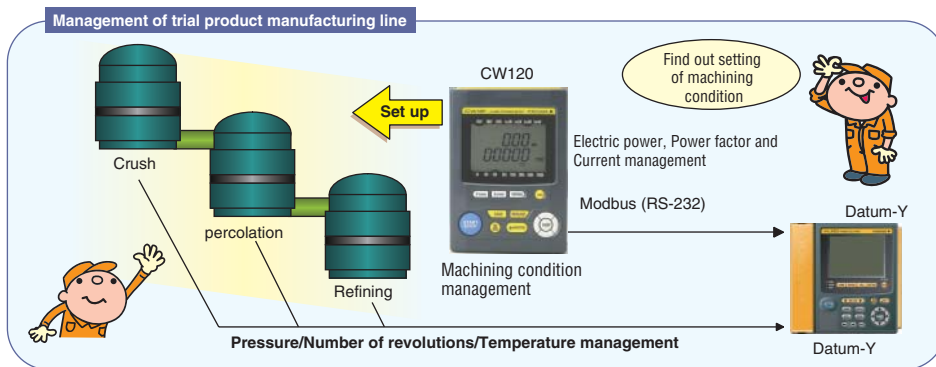 Management of trial product manufacturing line
CW120
Find out setting
of machining
condition
Set up
Electric power, Power factor and
Current management
Crush
Modbus (RS-232)
Datum-Y
percolation
START
STOP
Machining condition
management
Refining
Pressure/Number of revolutions/Temperature management
Datum-Y